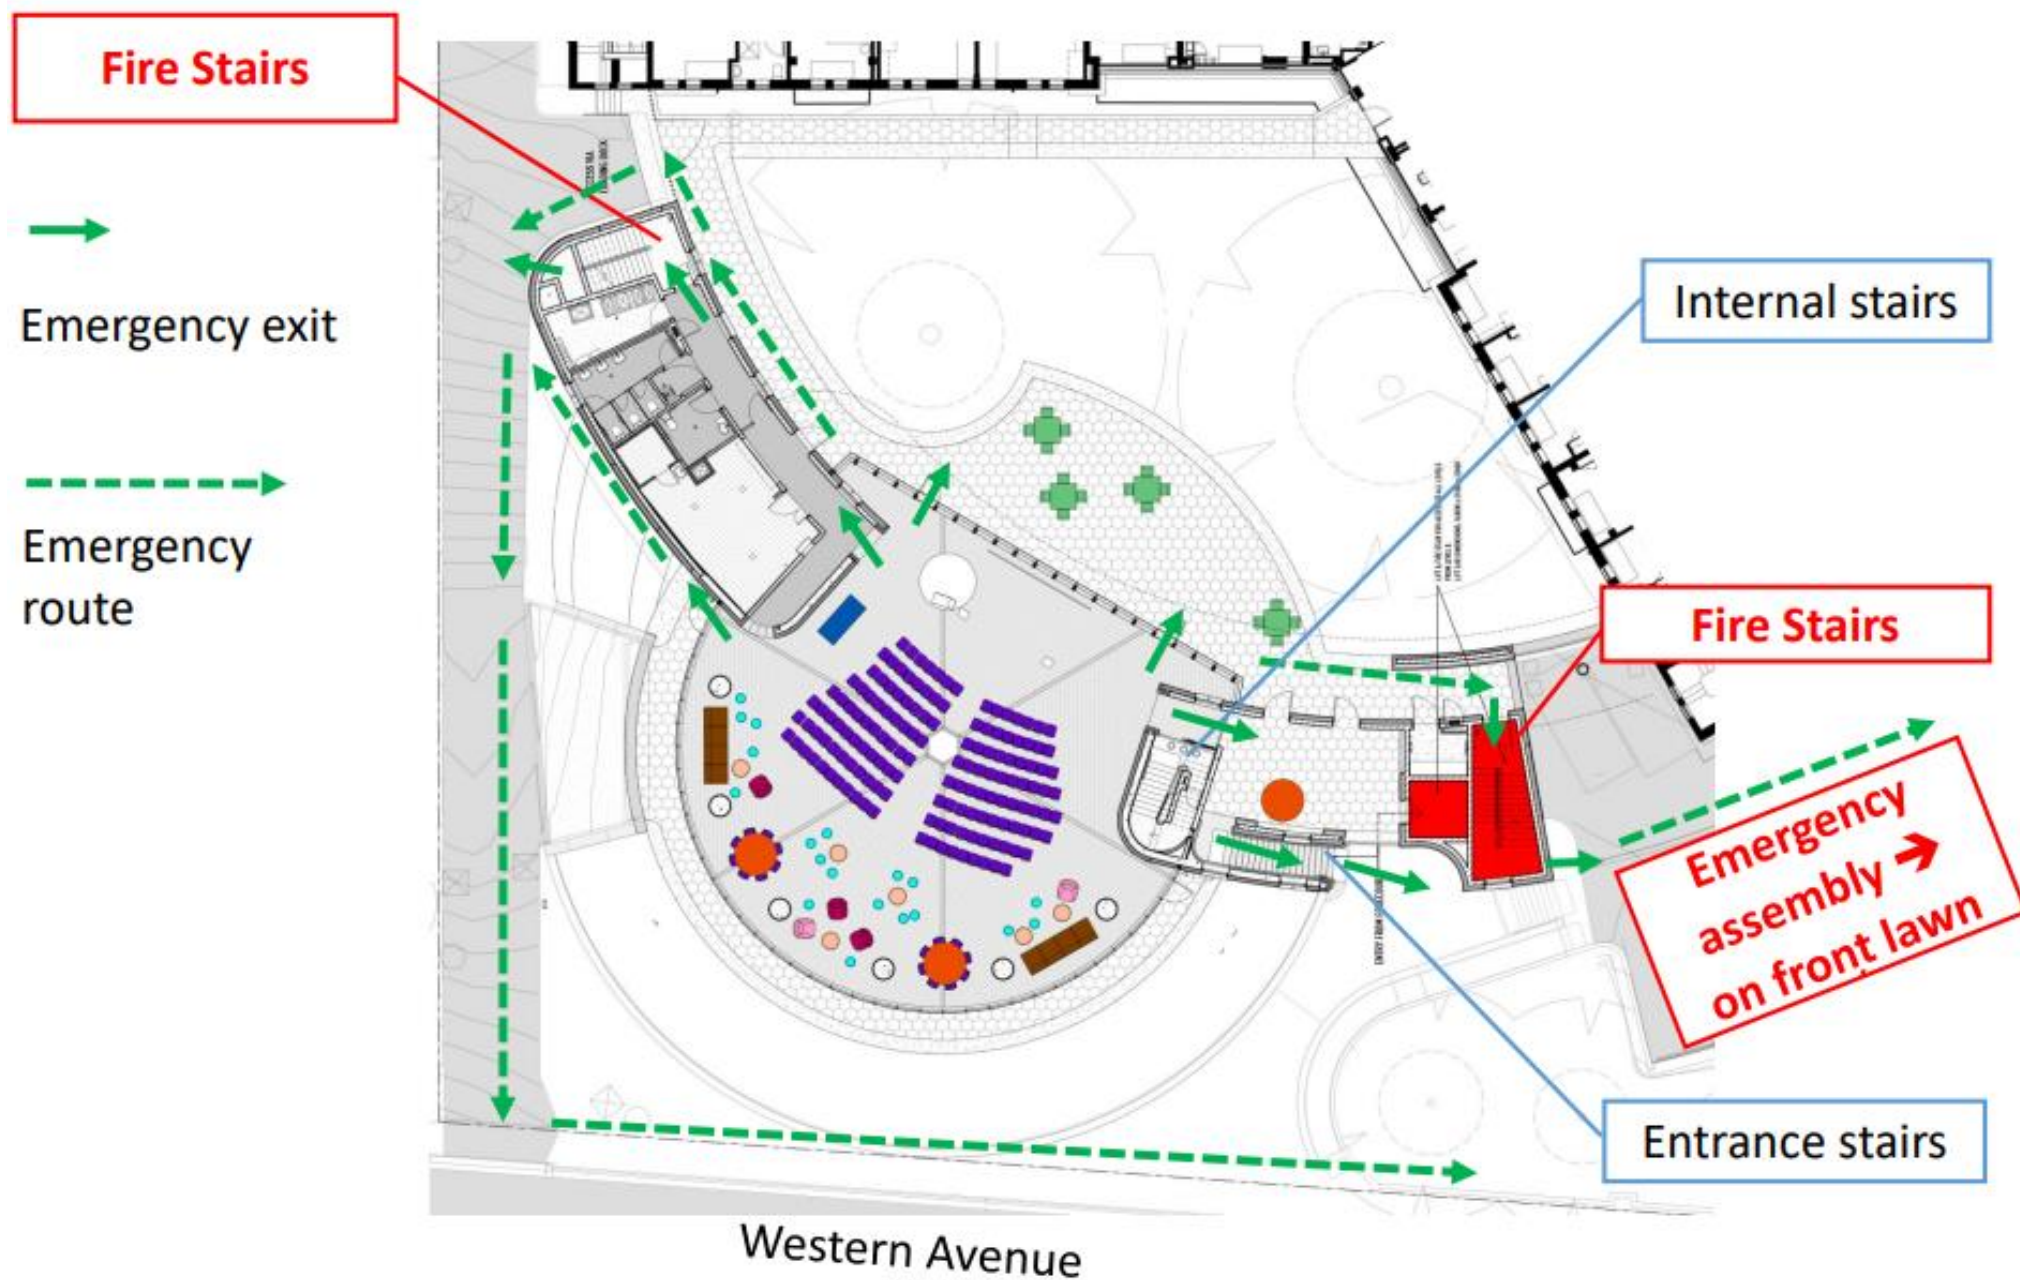 Fire Stairs
Emergency exit
Emergency
route
Internal stairs
Fire Stairs
Emergency
assembly →
on front lawn
Entrance stairs
Western Avenue